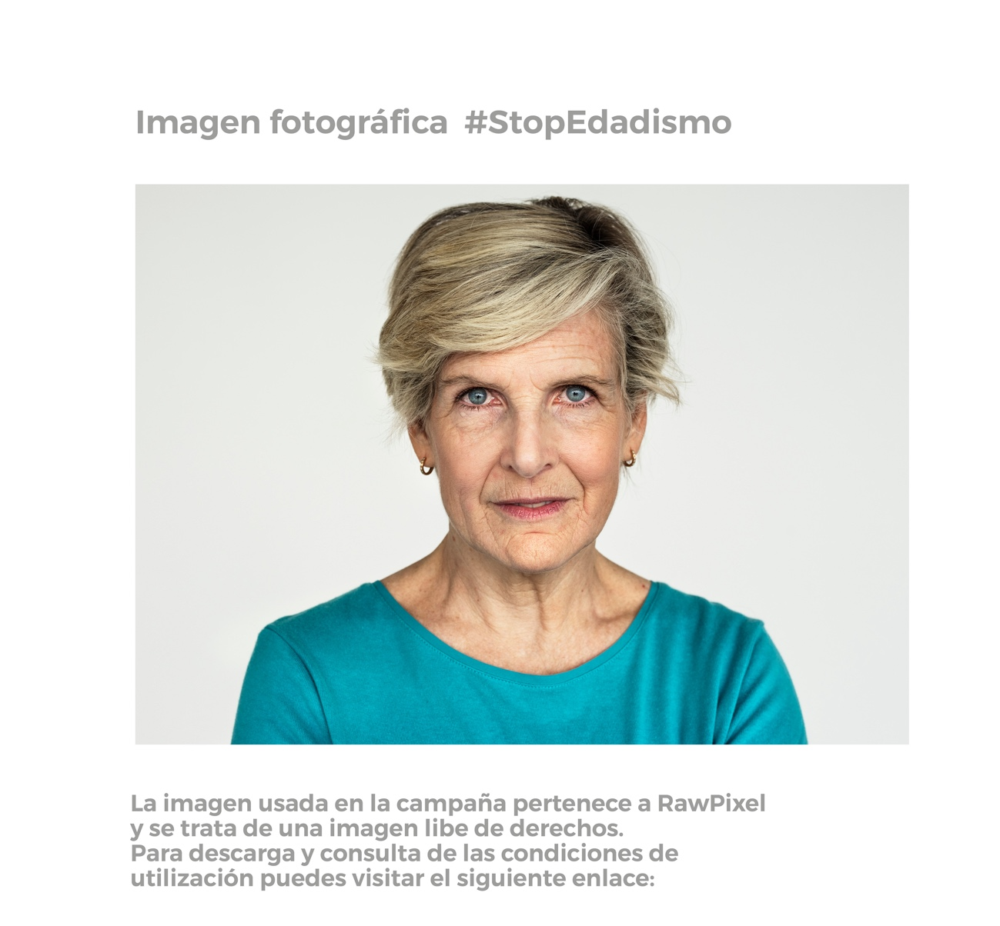 Imagen fotográfica #StopEdadismo
La imagen usada en la campaña pertenece a RawPixel
y se trata de una imagen libe de derechos.
Para descarga y consulta de las condiciones de
utilización puedes visitar el siguiente enlace: